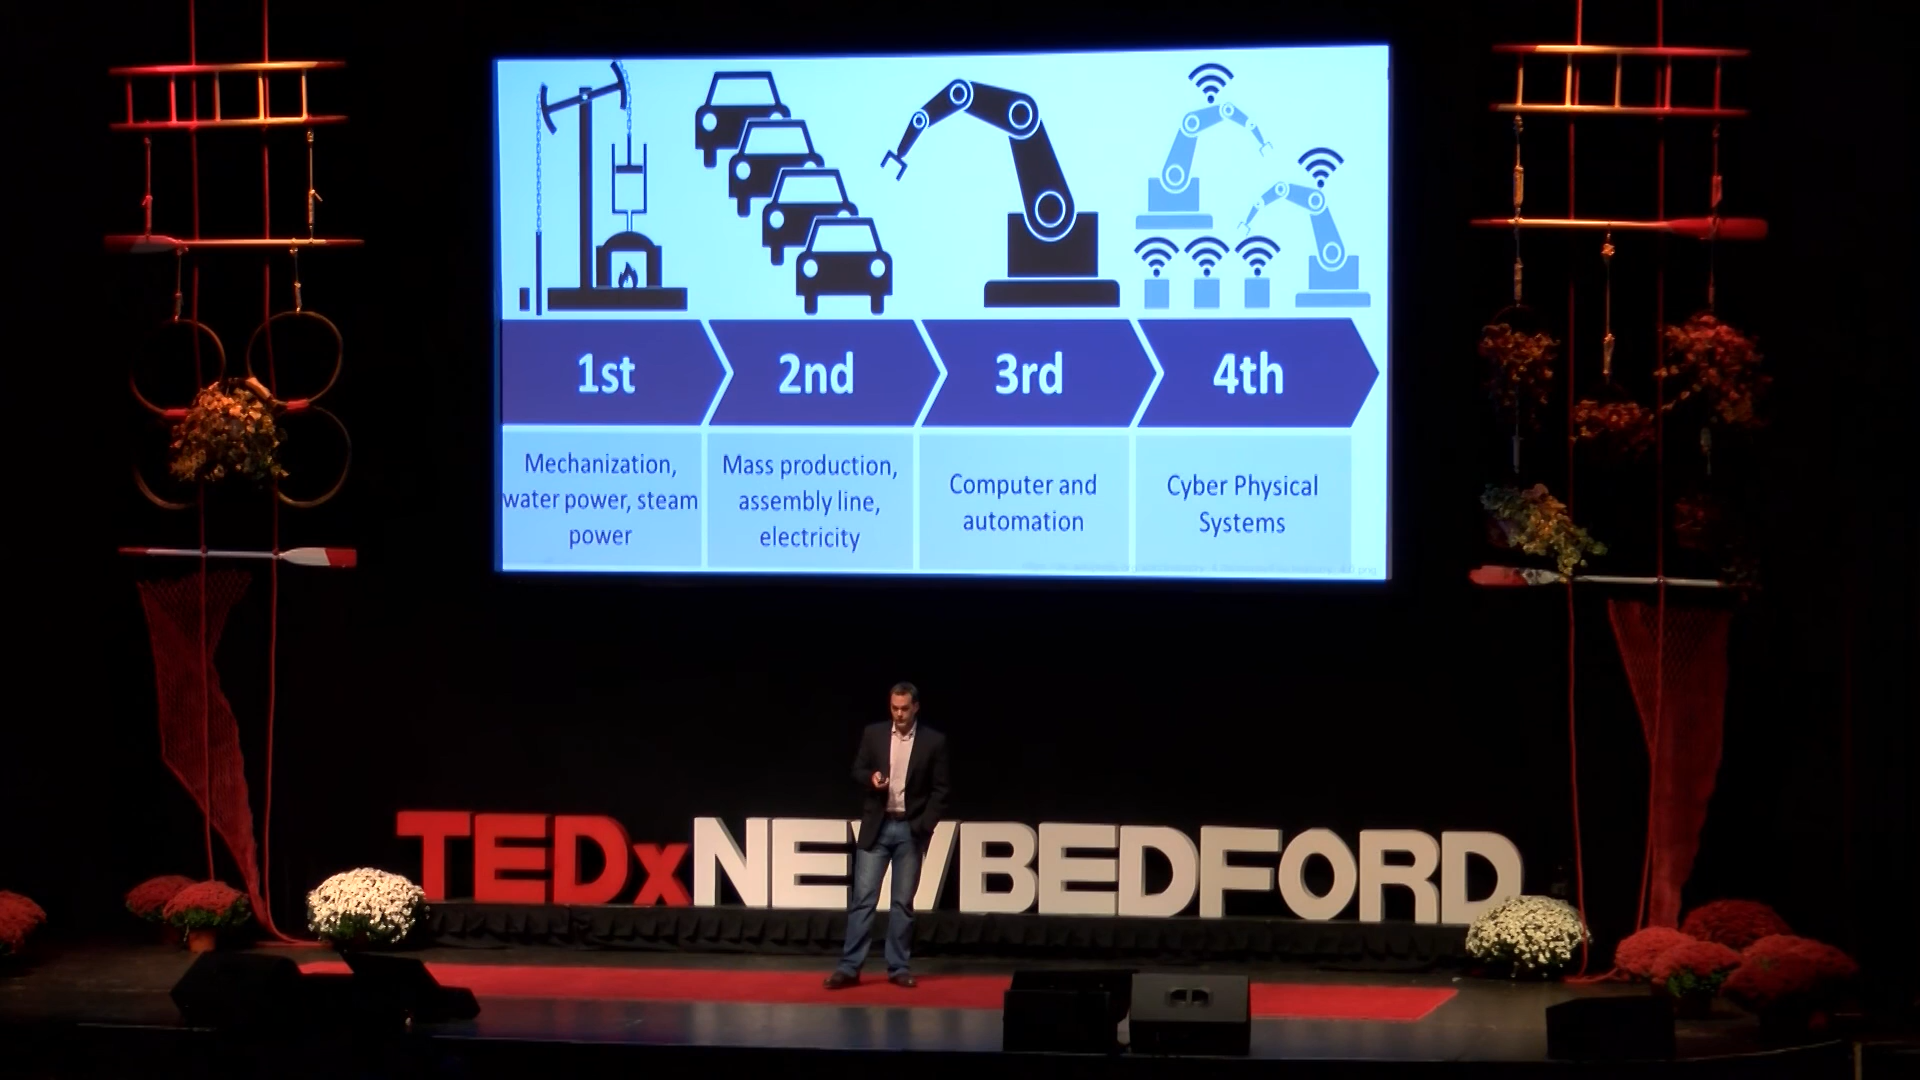 1st
2nd
3rd
4th
Mechanization,
water power, steam
power
Mass production,
assembly line,
electricity
Computer and
automation
Cyber Physical
Systems
TEDxNEWBEDFORD